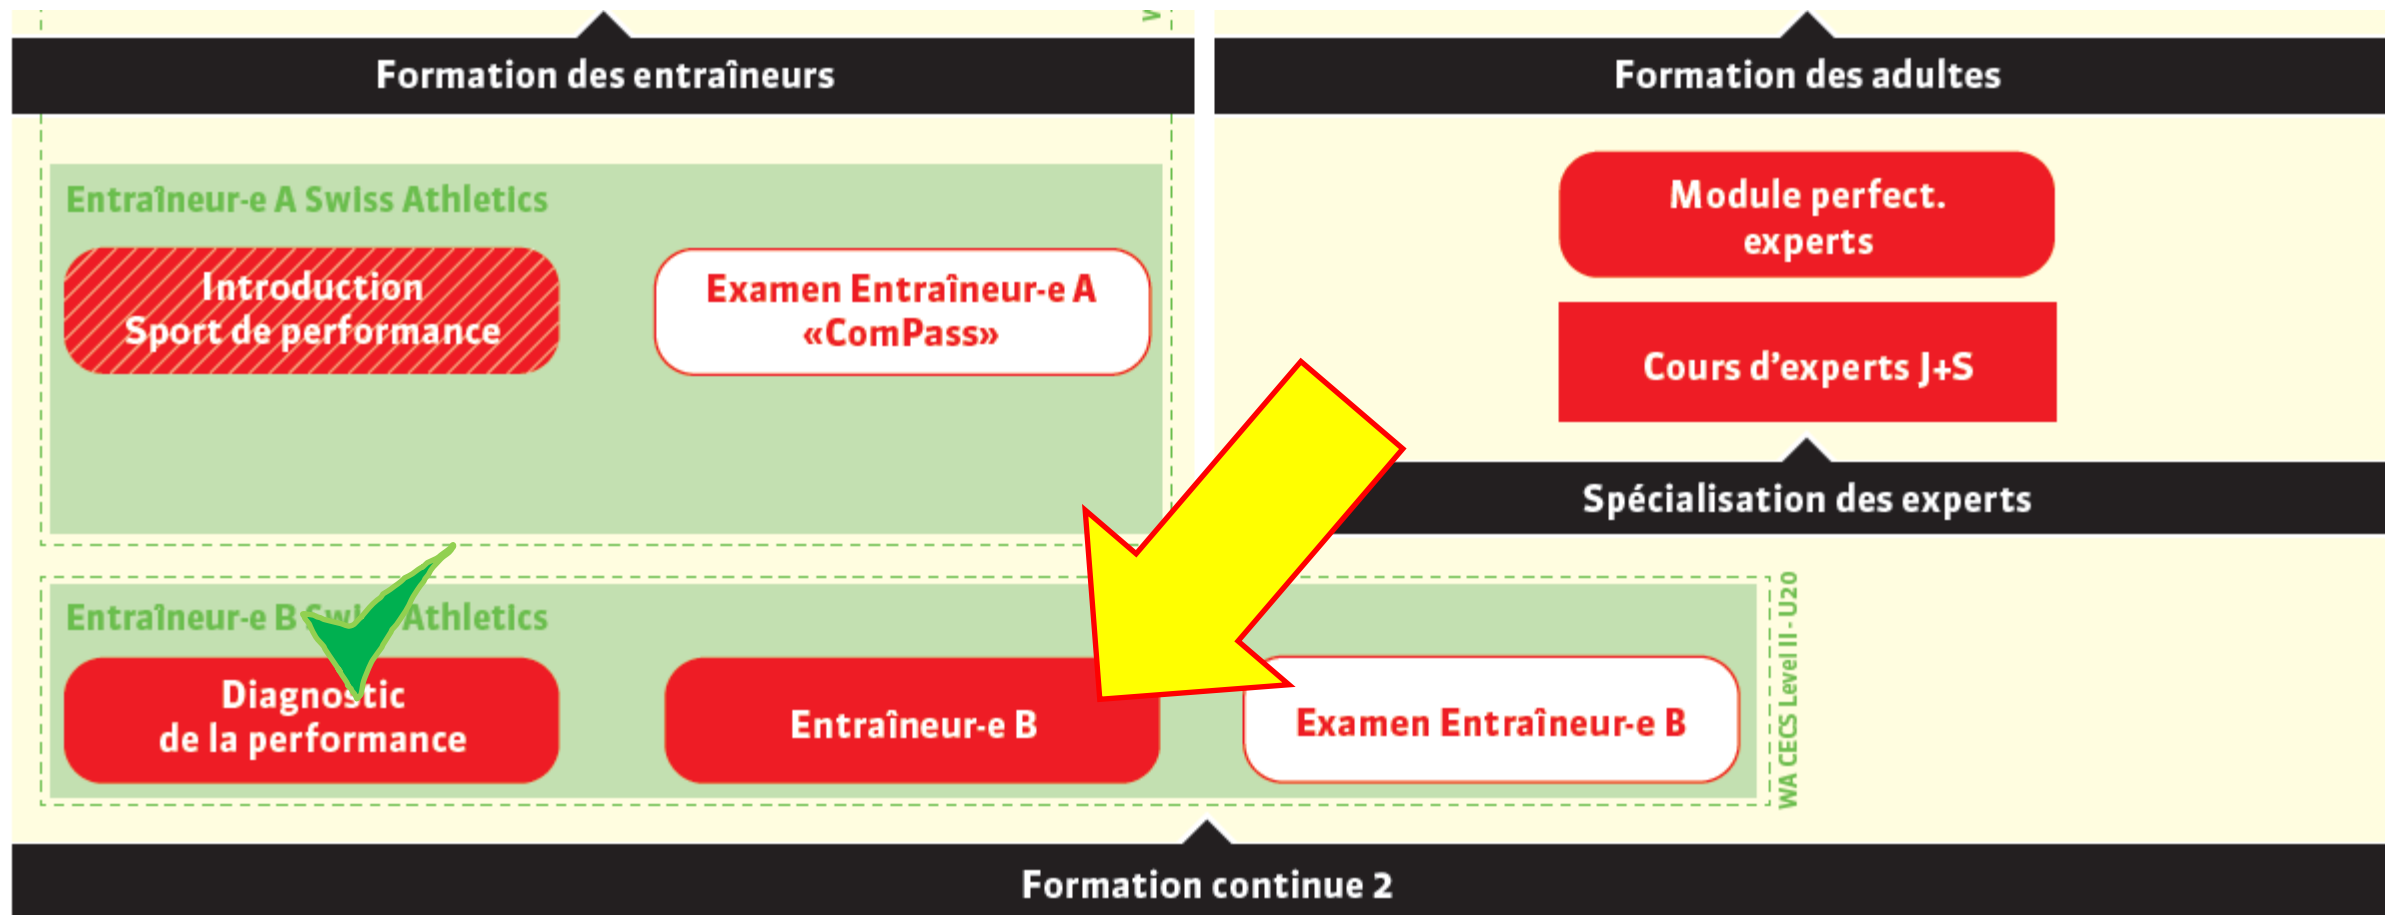 Formation des entraîneurs
Formation des adultes
Entraîneur-e A Swiss Athletics
Introduction
Sport de performance
Examen Entraîneur-e A
«ComPass»
Module perfect.
experts
Cours d’experts J+S
Spécialisation des experts
Entraîneur-e B Swiss Athletics
Diagnostic
de la performance
Entraîneur-e B
Examen Entraîneur-e B
WA CECS Level II - U20
Formation continue 2